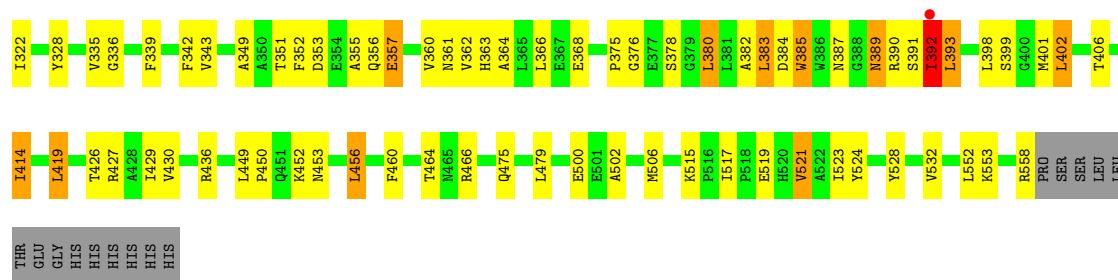 I322 Y328 V335 G336 F339 F342 V343 A349 A350 T351 F352 D353 E354 A355 Q356 E357 V360 N361 V362 H363 A364 L365 L366 E367 E368 P375 G376 E377 S378 G379 L380 L381 A382 L383 D384 W385 W386 N387 G388 N389 R390 S391 I392 L393 L398 S399 G400 M401 L402 T406
I414 L419 T426 R427 A428 I429 V430 R436 L449 P450 Q451 K452 N453 L456 F460 T464 N465 R466 Q475 L479 E500 E501 A502 M506 K515 P516 I517 P518 E519 H520 V521 A522 I523 Y524 Y528 V532 L552 K553 R558 PRO SER SER LEU LEU
THR GLU GLY HIS HIS HIS HIS HIS HIS